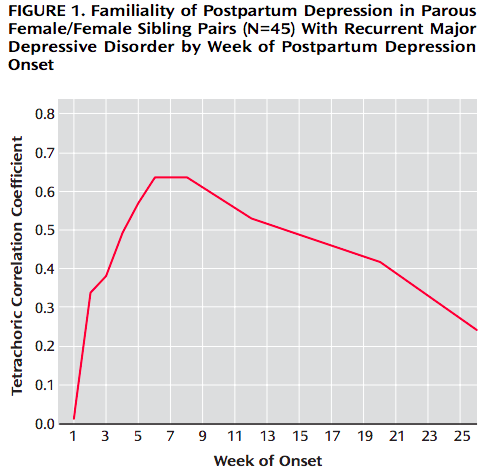 FIGURE 1. Familiality of Postpartum Depression in Parous
Female/Female Sibling Pairs (N=45) With Recurrent Major
Depressive Disorder by Week of Postpartum Depression
Onset
Tetrachoric Correlation Coefficient
0.8
0.7
0.6
0.5
0.4
0.3
0.2
0.1
0.0
1 3 5 7 9 11 13 15 17 19 21 23 25
Week of Onset